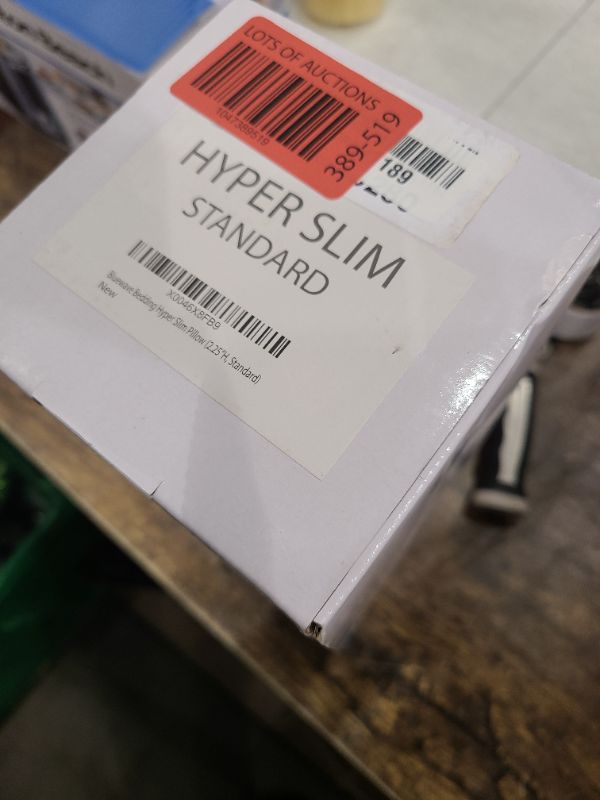 LOTS OF AUCTIONS
1047389519
389-519
189
HYPER SLIM
STANDARD
X0046X8FB9
Bluewave Bedding Hyper Slim Pillow (2.25"H, Standard)
New